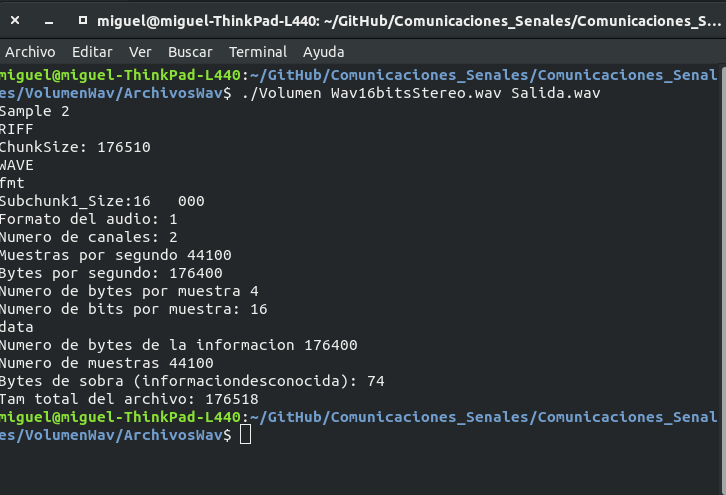 miguel@miguel-ThinkPad-L440: ~/GitHub/Comunicaciones_Senales/Comunicaciones_S...
Archivo Editar Ver Buscar Terminal Ayuda
miguel@miguel-ThinkPad-L440:~/GitHub/Comunicaciones_Senales/Comunicaciones_Senal
es/VolumenWav/ArchivosWav$ ./Volumen Wav16bitsStereo.wav Salida.wav
Sample 2
RIFF
ChunkSize: 176510
WAVE
fmt
Subchunk1_Size:16   000
Formato del audio: 1
Numero de canales: 2
Muestras por segundo 44100
Bytes por segundo: 176400
Numero de bytes por muestra 4
Numero de bits por muestra: 16
data
Numero de bytes de la informacion 176400
Numero de muestras 44100
Bytes de sobra (informaciondesconocida): 74
Tam total del archivo: 176518
miguel@miguel-ThinkPad-L440:~/GitHub/Comunicaciones_Senales/Comunicaciones_Senal
es/VolumenWav/ArchivosWav$